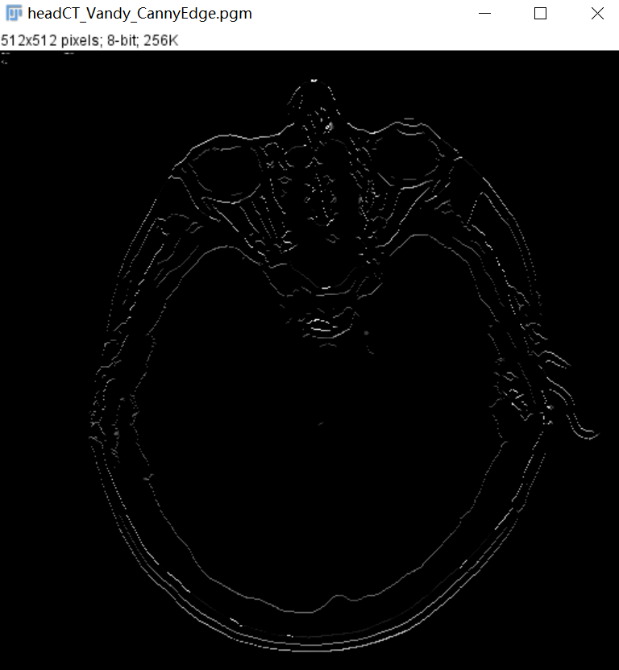 headCT_Vandy_CannyEdge.pgm
512x512 pixels; 8-bit; 256K